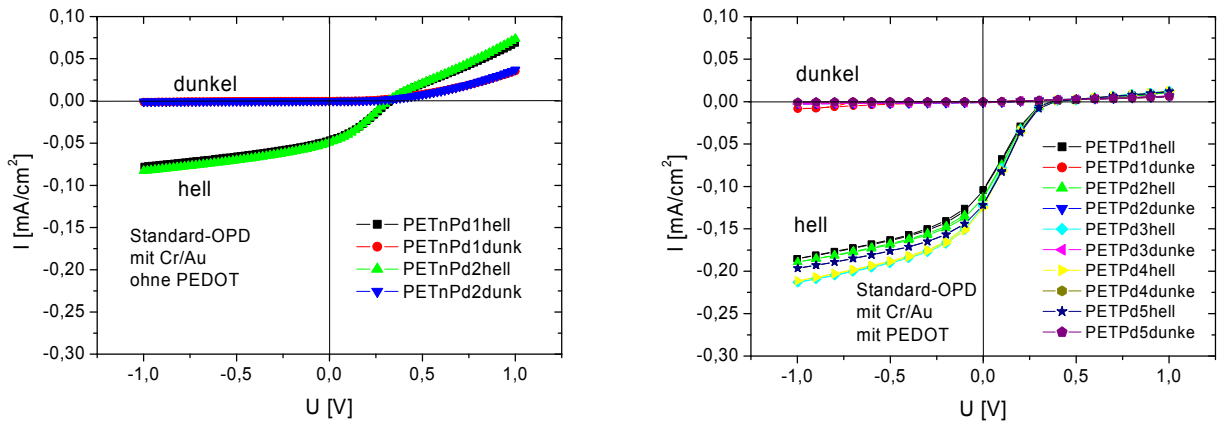 0,10
0,05
0,00
-0,05
-0,10
-0,15
-0,20
-0,25
-0,30
I [mA/cm2]
-1,0 -0,5 0,0 0,5 1,0
U [V]
dunkel
hell
Standard-OPD
mit Cr/Au
ohne PEDOT
PETnPd1hell
PETnPd1dunk
PETnPd2hell
PETnPd2dunk
0,10
0,05
0,00
-0,05
-0,10
-0,15
-0,20
-0,25
-0,30
I [mA/cm2]
-1,0 -0,5 0,0 0,5 1,0
U [V]
dunkel
hell
Standard-OPD
mit Cr/Au
mit PEDOT
PETPd1hell
PETPd1dunke
PETPd2hell
PETPd2dunke
PETPd3hell
PETPd3dunke
PETPd4hell
PETPd4dunke
PETPd5hell
PETPd5dunke